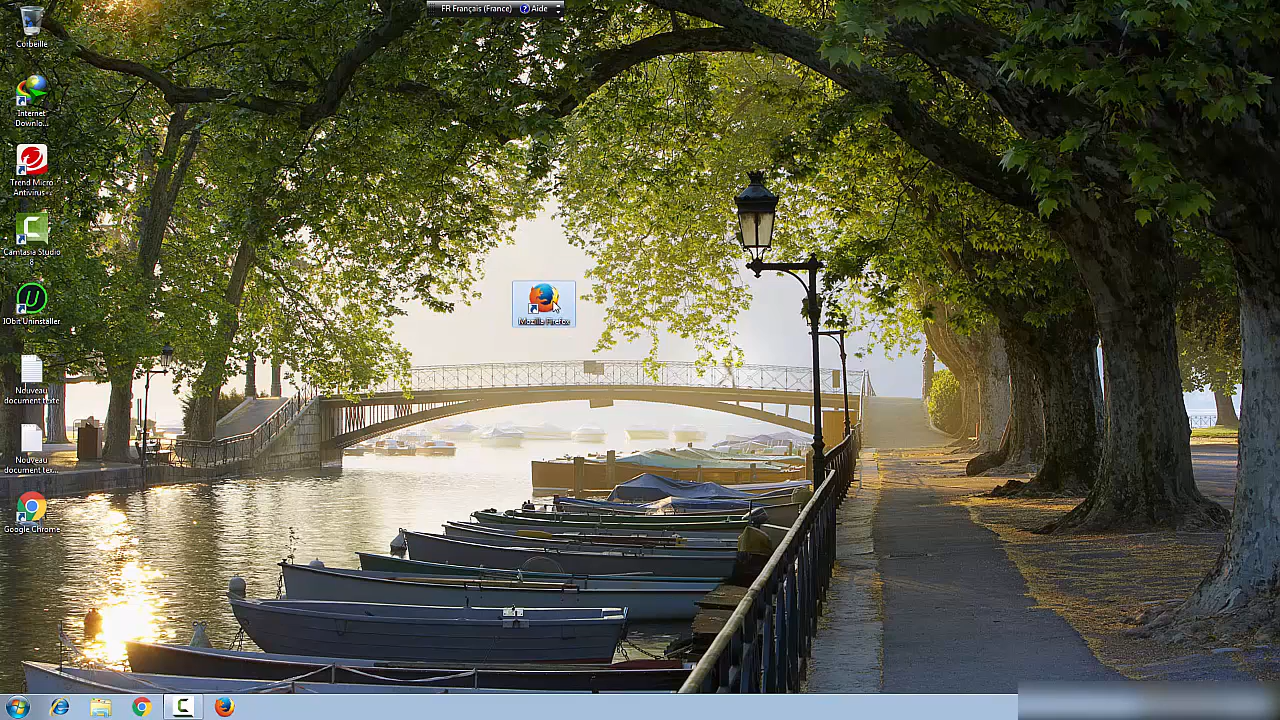 FR Français (France)
Aide
Corbeille
Internet
Downlo...
Trend Micro
Antivirus+...
Camtasia Studio
8
IObit Uninstaller
Nouveau
document texte
Nouveau
document tex...
Google Chrome
Mozilla Firefox